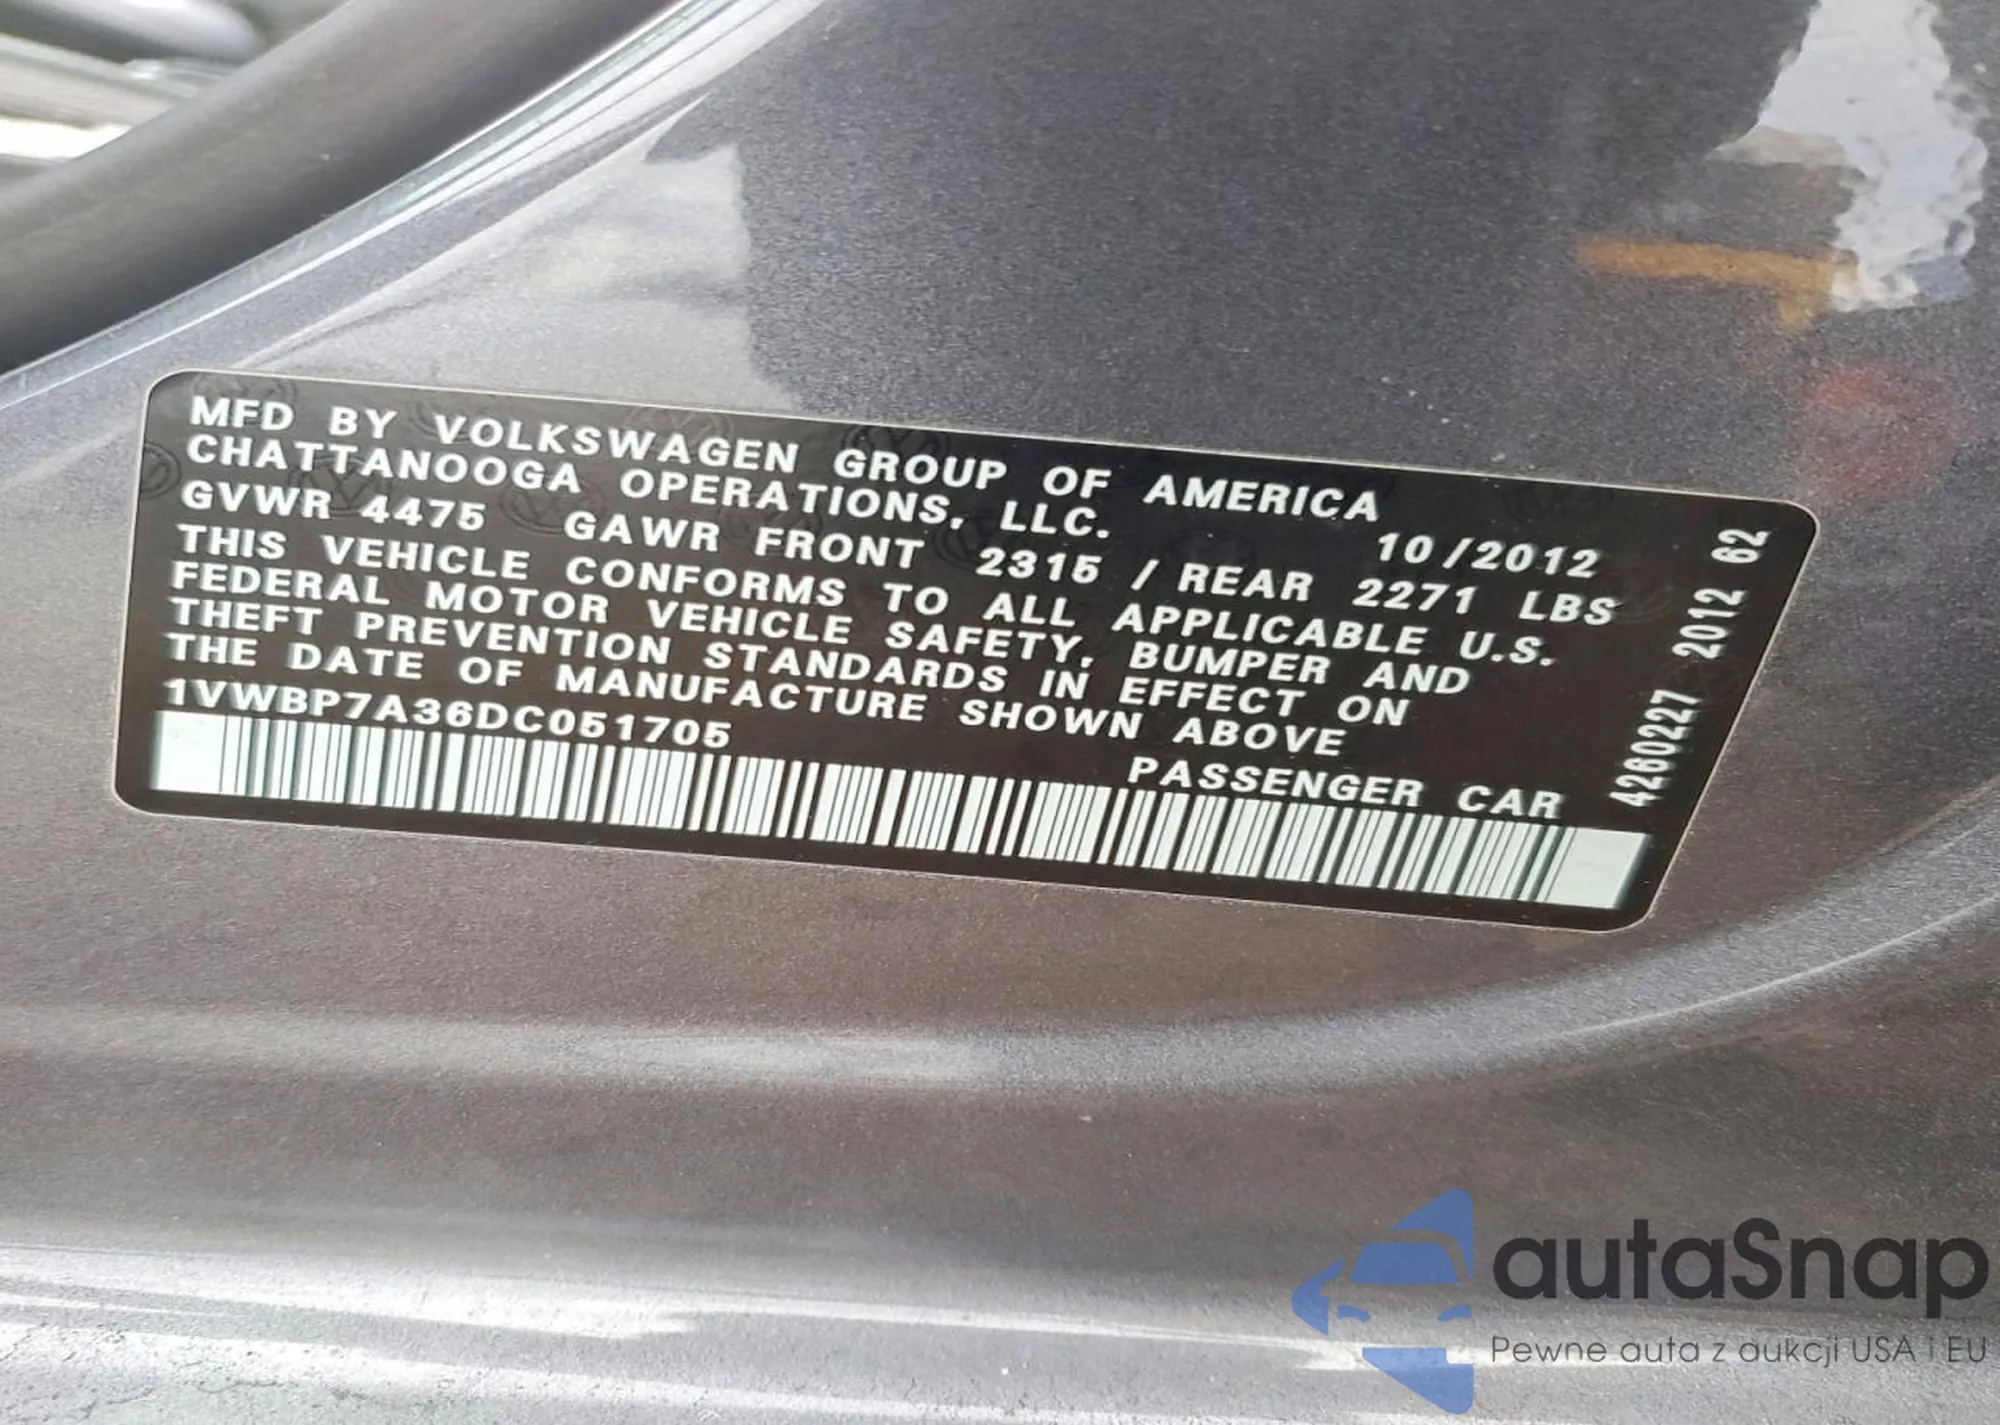 MFD BY VOLKSWAGEN GROUP OF AMERICA
CHATTANOOGA OPERATIONS, LLC. 10/2012
GVWR 4475 GAWR FRONT 2315 / REAR 2271 LBS
THIS VEHICLE CONFORMS TO ALL APPLICABLE U.S.
FEDERAL MOTOR VEHICLE SAFETY, BUMPER AND
THEFT PREVENTION STANDARDS IN EFFECT ON
THE DATE OF MANUFACTURE SHOWN ABOVE
1VWBP7A36DC051705
PASSENGER CAR
4260227 2012 62
autaSnap
Pewne auta z aukcji USA i EU